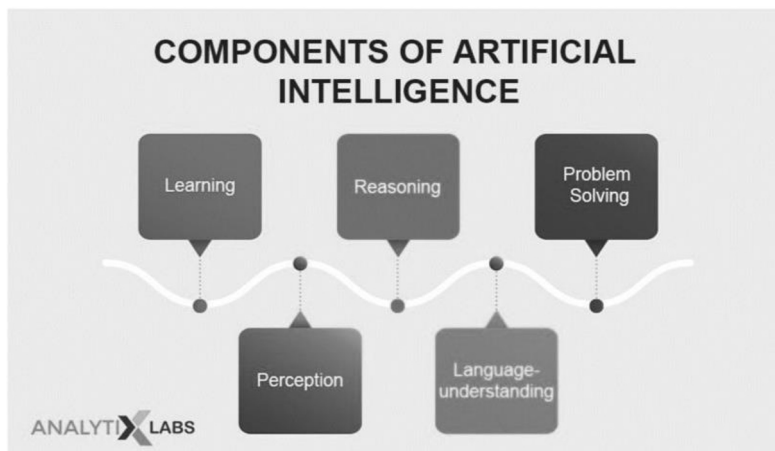 COMPONENTS OF ARTIFICIAL
INTELLIGENCE
Learning
Reasoning
Problem
Solving
Perception
Language-
understanding
ANALYTIX LABS